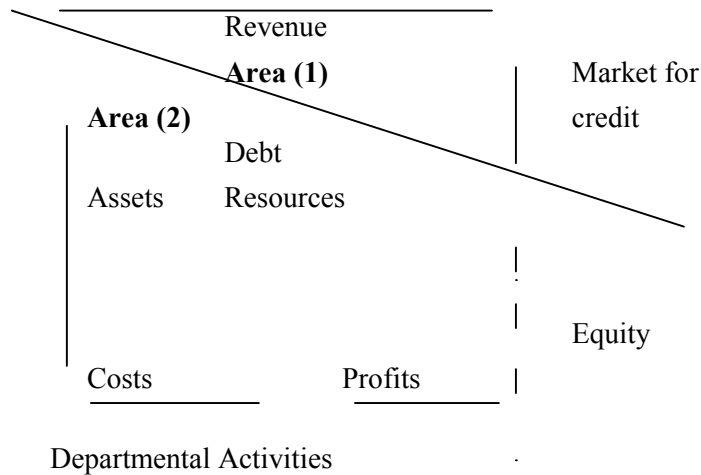 Revenue
Area (1)
Market for
Area (2)
credit
Debt
Assets
Resources
Equity
Costs
Profits
Departmental Activities